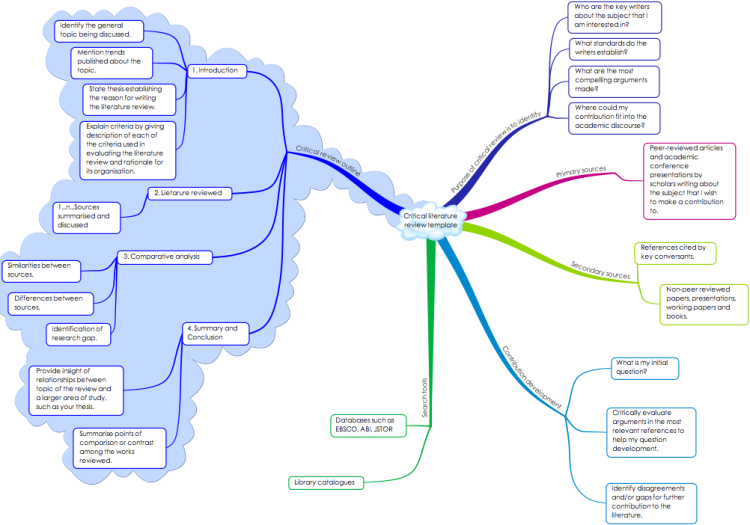 Critical literature
review template
Critical review outline
1. Introduction
Identify the general
topic being discussed.
Mention trends
published about the
topic.
State thesis establishing
the reason for writing
the literature review.
Explain criteria by giving
description of each of
the criteria used in
evaluating the literature
review and rationale for
its organisation.
2. Lietarure reviewed
1...n...Sources
summarised and
discussed
3. Comparative analysis
Similarities between
sources.
Differences between
sources.
Identification of
research gap.
4. Summary and
Conclusion
Provide insight of
relationships between
topic of the review and
a larger area of study,
such as your thesis.
Summarise points of
comparison or contrast
among the works
reviewed.
Purpose of critical review is to identify
Who are the key writers
about the subject that I
am interested in?
What standards do the
writers establish?
What are the most
compelling arguments
made?
Where could my
contribution fit into the
academic discourse?
Primary sources
Peer-reviewed articles
and academic
conference
presentations by
scholars writing about
the subject that I wish
to make a contribution
to.
Secondary sources
References cited by
key conversants.
Non-peer reviewed
papers, presentations,
working papers and
books.
Contribution development
What is my initial
question?
Critically evaluate
arguments in the most
relevant references to
help my question
development.
Identify disagreements
and/or gaps for further
contribution to the
literature.
Search tools
Databases such as
EBSCO, ABI, JSTOR
Library catalogues